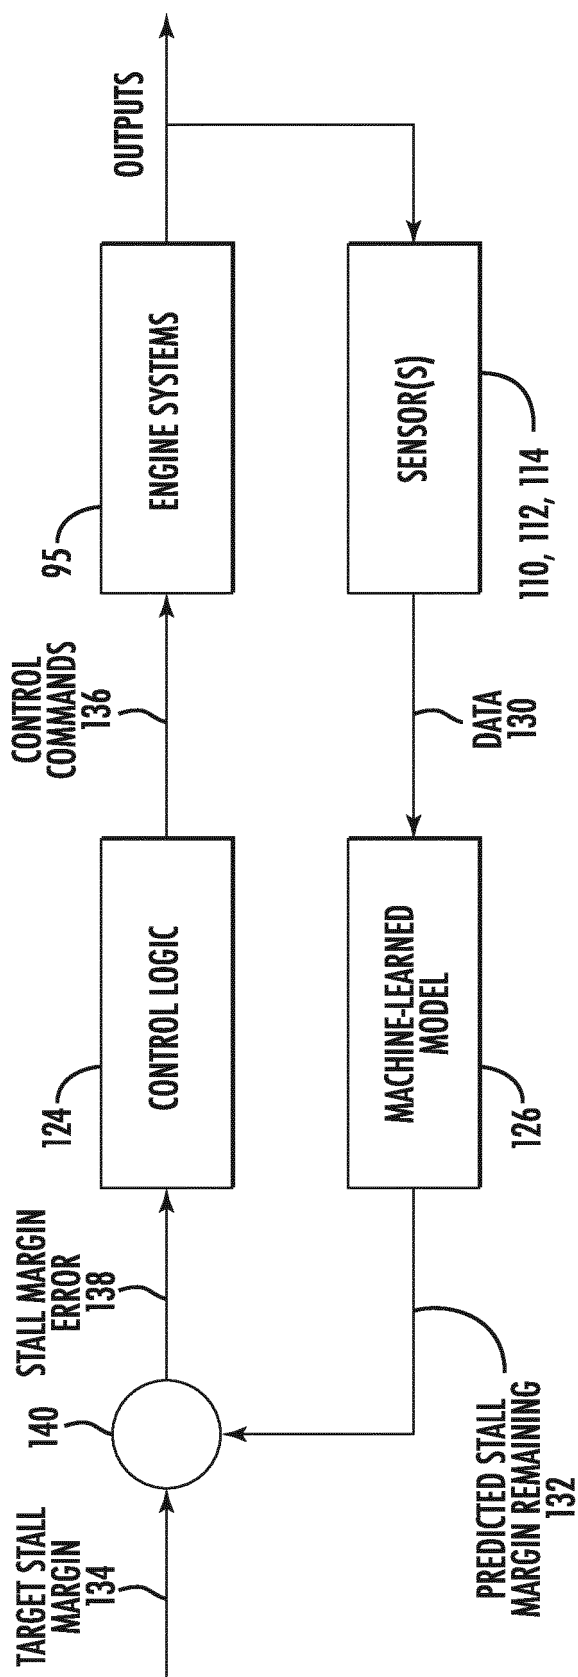 TARGET STALL
MARGIN
134
140
STALL MARGIN
ERROR
138
124
CONTROL LOGIC
CONTROL
COMMANDS
136
95
ENGINE SYSTEMS
OUTPUTS
PREDICTED STALL
MARGIN REMAINING
132
MACHINE-LEARNED
MODEL
126
DATA
130
SENSOR(S)
110, 112, 114